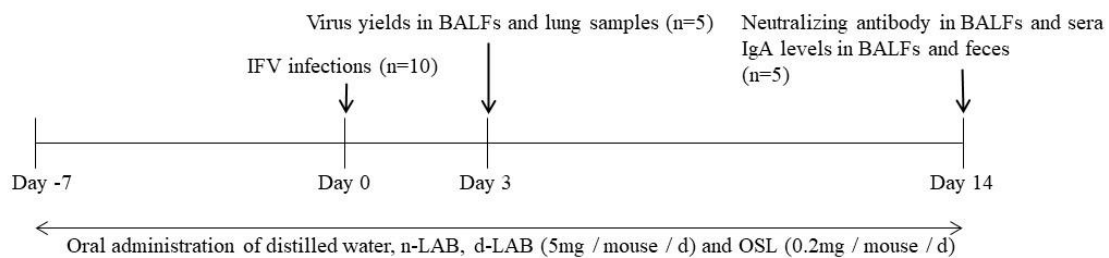 Virus yields in BALFs and lung samples (n=5)
Neutralizing antibody in BALFs and sera
IgA levels in BALFs and feces
(n=5)
IFV infections (n=10)
Day -7
Day 0
Day 3
Day 14
Oral administration of distilled water, n-LAB, d-LAB (5mg / mouse / d) and OSL (0.2mg / mouse / d)